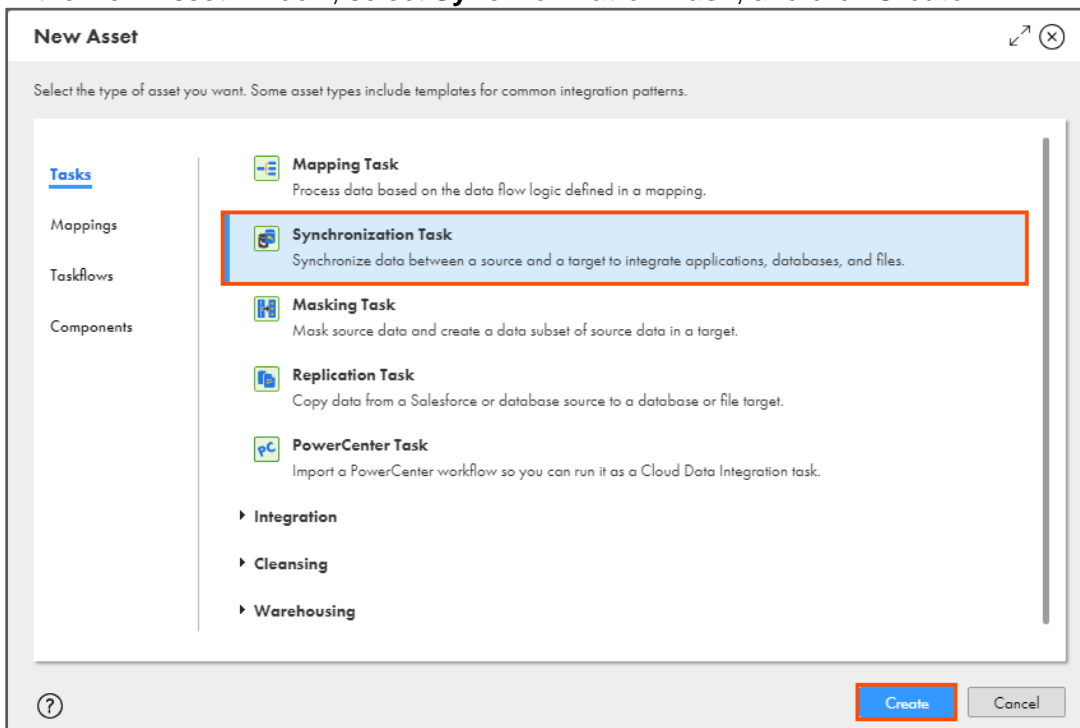 New Asset
Select the type of asset you want. Some asset types include templates for common integration patterns.
Tasks
Mappings
Taskflows
Components
Mapping Task
Process data based on the data flow logic defined in a mapping.
Synchronization Task
Synchronize data between a source and a target to integrate applications, databases, and files.
Masking Task
Mask source data and create a data subset of source data in a target.
Replication Task
Copy data from a Salesforce or database source to a database or file target.
PowerCenter Task
Import a PowerCenter workflow so you can run it as a Cloud Data Integration task.
Integration
Cleansing
Warehousing
Create
Cancel